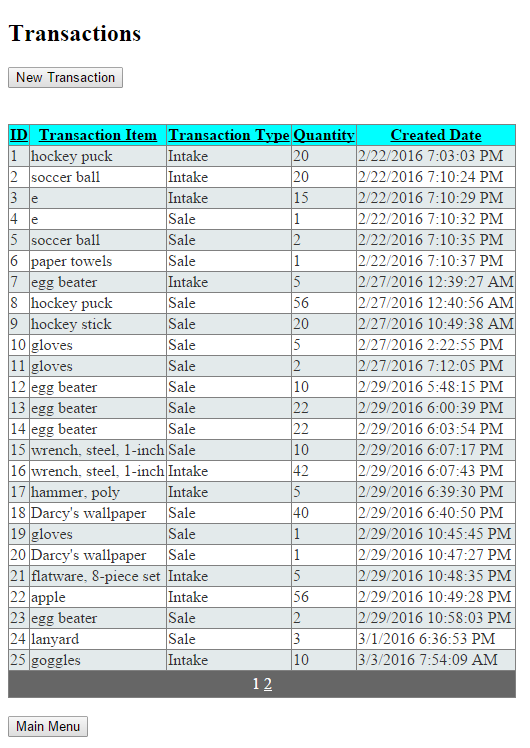 Transactions
New Transaction
ID Transaction Item Transaction Type Quantity Created Date
1 hockey puck Intake 20 2/22/2016 7:03:03 PM
2 soccer ball Intake 20 2/22/2016 7:10:24 PM
3 e Intake 15 2/22/2016 7:10:29 PM
4 e Sale 1 2/22/2016 7:10:32 PM
5 soccer ball Sale 2 2/22/2016 7:10:35 PM
6 paper towels Sale 1 2/22/2016 7:10:37 PM
7 egg beater Intake 5 2/27/2016 12:39:27 AM
8 hockey puck Sale 56 2/27/2016 12:40:56 AM
9 hockey stick Sale 20 2/27/2016 10:49:38 AM
10 gloves Sale 5 2/27/2016 2:22:55 PM
11 gloves Sale 2 2/27/2016 7:12:05 PM
12 egg beater Sale 10 2/29/2016 5:48:15 PM
13 egg beater Sale 22 2/29/2016 6:00:39 PM
14 egg beater Sale 22 2/29/2016 6:03:54 PM
15 wrench, steel, 1-inch Sale 10 2/29/2016 6:07:17 PM
16 wrench, steel, 1-inch Intake 42 2/29/2016 6:07:43 PM
17 hammer, poly Intake 5 2/29/2016 6:39:30 PM
18 Darcy's wallpaper Sale 40 2/29/2016 6:40:50 PM
19 gloves Sale 1 2/29/2016 10:45:45 PM
20 Darcy's wallpaper Sale 1 2/29/2016 10:47:27 PM
21 flatware, 8-piece set Intake 5 2/29/2016 10:48:35 PM
22 apple Intake 56 2/29/2016 10:49:28 PM
23 egg beater Sale 2 2/29/2016 10:58:03 PM
24 lanyard Sale 3 3/1/2016 6:36:53 PM
25 goggles Intake 10 3/3/2016 7:54:09 AM
1 2
Main Menu